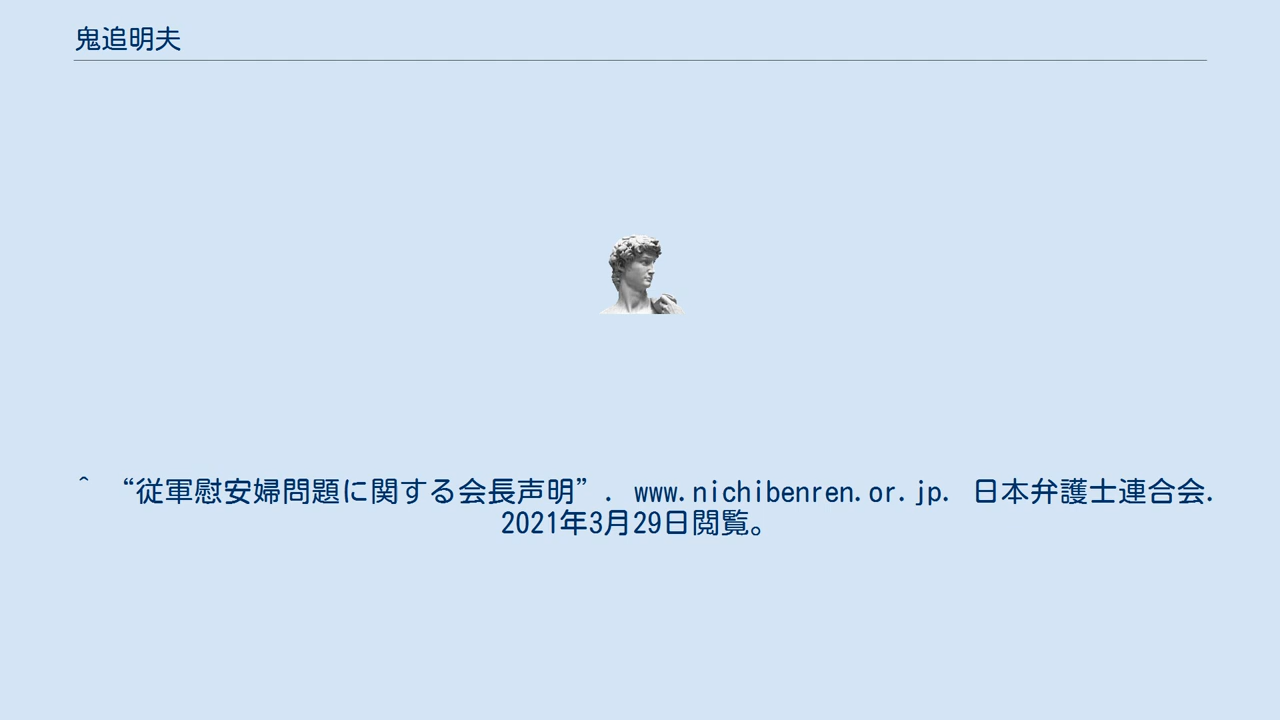 鬼追明夫
^ “従軍慰安婦問題に関する会長声明”. www.nichibenren.or.jp. 日本弁護士連合会.
2021年3月29日閲覧。